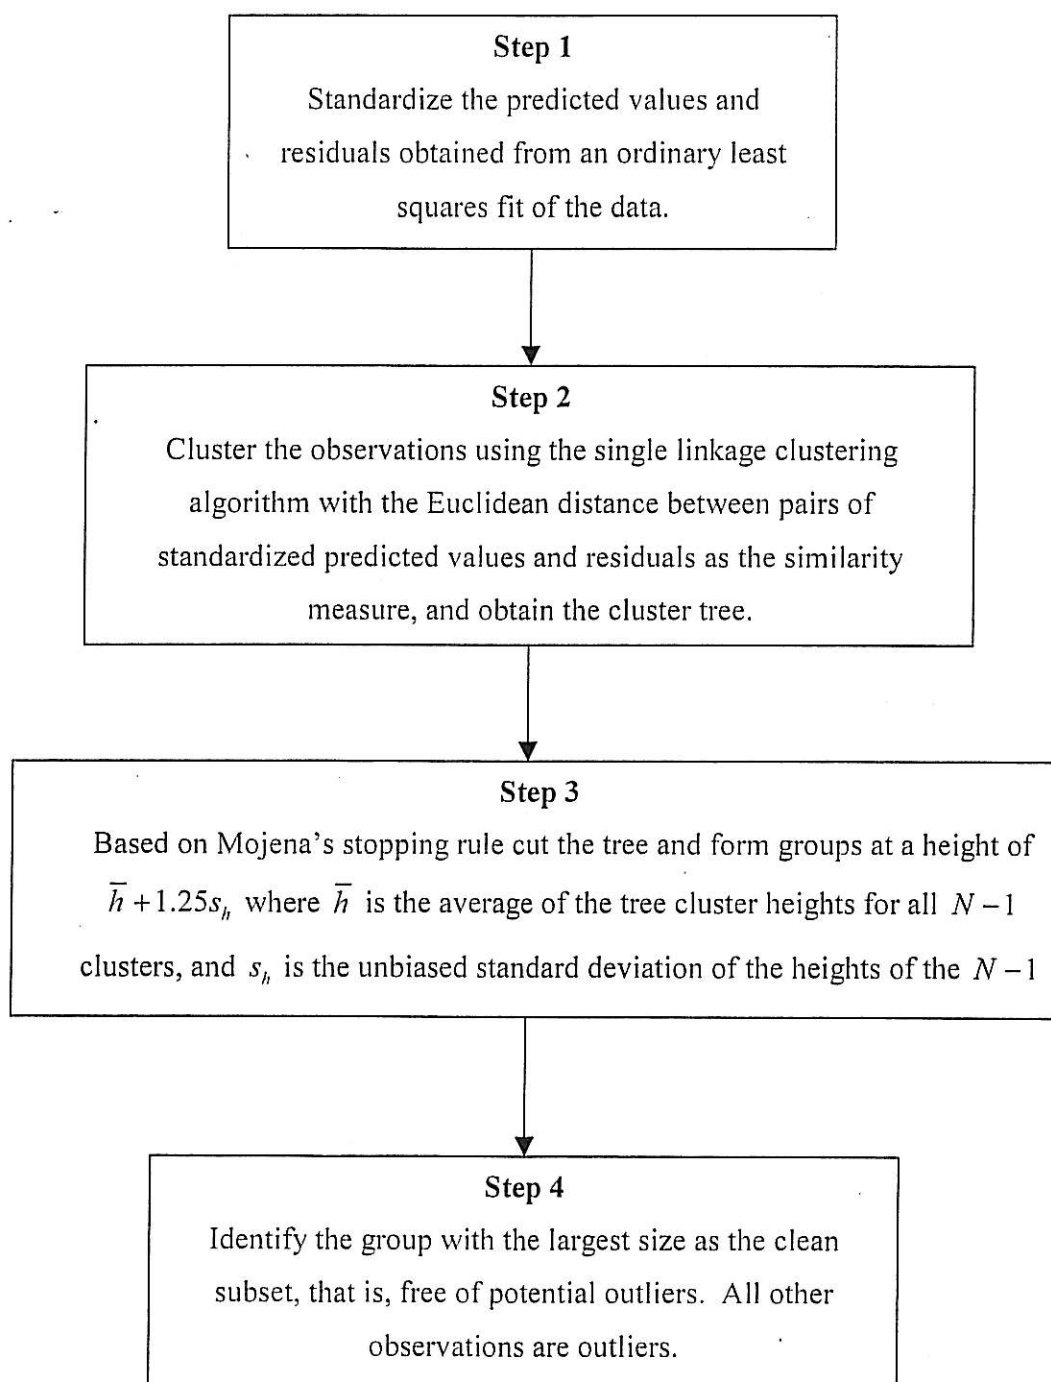 Step 1
Standardize the predicted values and
residuals obtained from an ordinary least
squares fit of the data.
Step 2
Cluster the observations using the single linkage clustering
algorithm with the Euclidean distance between pairs of
standardized predicted values and residuals as the similarity
measure, and obtain the cluster tree.
Step 3
Based on Mojena's stopping rule cut the tree and form groups at a height of
h̅ + 1.25sₕ where h̅ is the average of the tree cluster heights for all N − 1
clusters, and sₕ is the unbiased standard deviation of the heights of the N − 1
Step 4
Identify the group with the largest size as the clean
subset, that is, free of potential outliers. All other
observations are outliers.